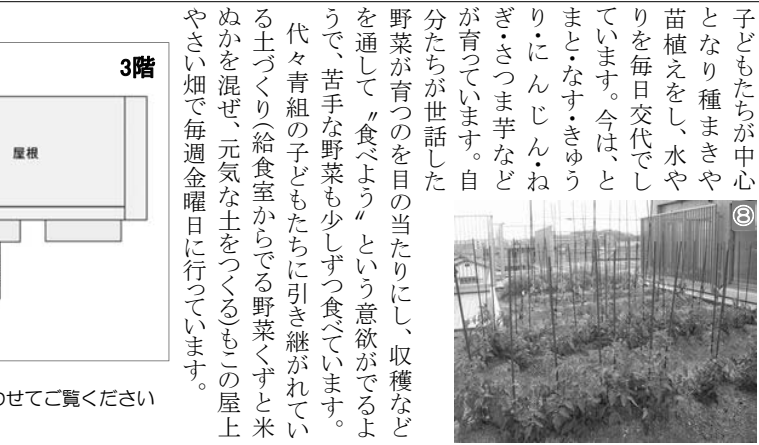 子どもたちが中心
となり種まきや
苗植えをし、水や
りを毎日交代でし
ています。今は、と
まと・なす・きゅう
り・にんじん・ね
ぎ・さつま芋など
が育っています。自
分たちが世話した
野菜が育つのを目の当たりにし、収穫など
を通して〝食べよう〟という意欲がでるよ
うで、苦手な野菜も少しずつ食べています。
代々青組の子どもたちに引き継がれてい
る土づくり(給食室からでる野菜くずと米
ぬかを混ぜ、元気な土をつくる)もこの屋上
やさい畑で毎週金曜日に行っています。
⑧
3階
屋根
わせてご覧ください